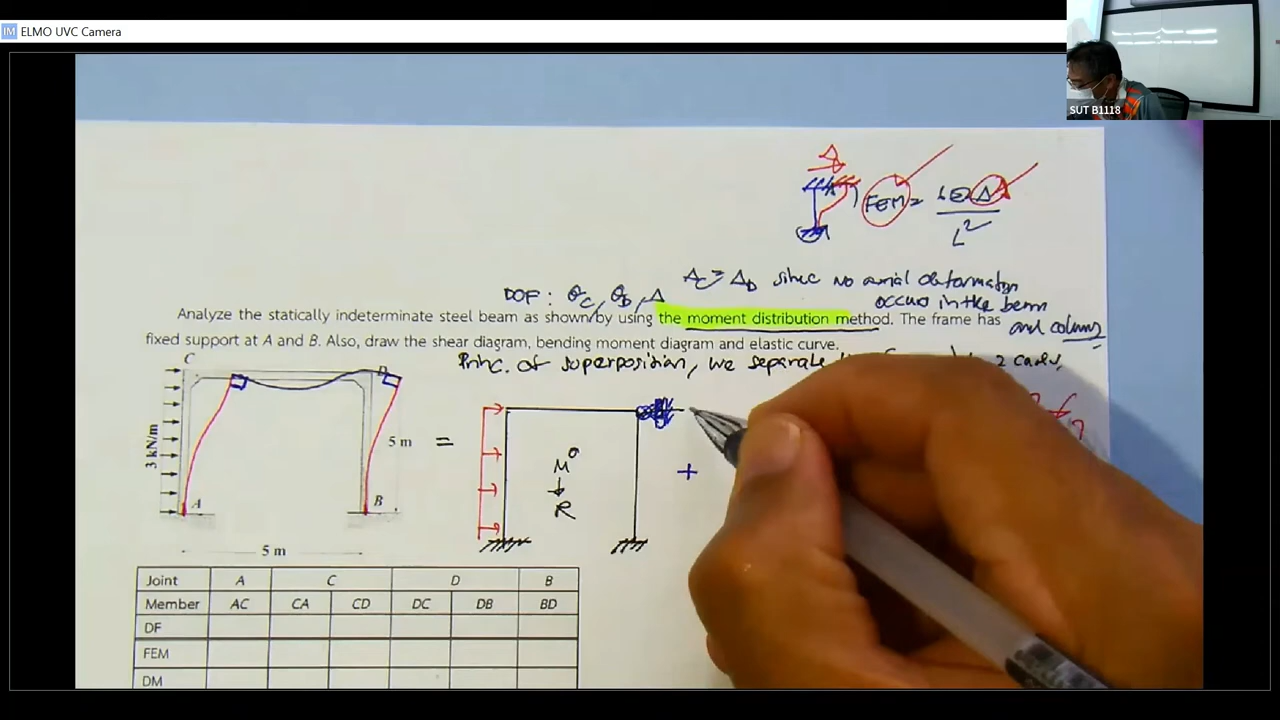 ELMO UVC Camera
SUT B1118
FEM =
L²
DOF : θC, θD, Δ
ΔC = ΔD since no axial deformation
occurs in the beam
and column
Analyze the statically indeterminate steel beam as shown by using the moment distribution method. The frame has
fixed support at A and B. Also, draw the shear diagram, bending moment diagram and elastic curve.
Princ. of superposition, we separate 2 cases,
C
D
3 kN/m
5 m
A
B
5 m
=
M⁰
R
+
Joint A C D B
Member AC CA CD DC DB BD
DF
FEM
DM